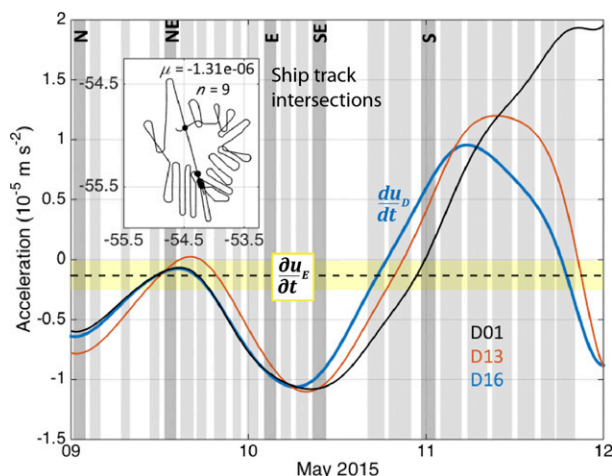 N
NE
E
SE
S
μ = -1.31e-06
n = 9
Ship track
intersections
-54.5
-55.5
-55.5 -54.5 -53.5
2
1.5
1
0.5
0
-0.5
-1
-1.5
Acceleration (10⁻⁵ m s⁻²)
du_D
dt
∂u_E
∂t
D01
D13
D16
09 10 11 12
May 2015